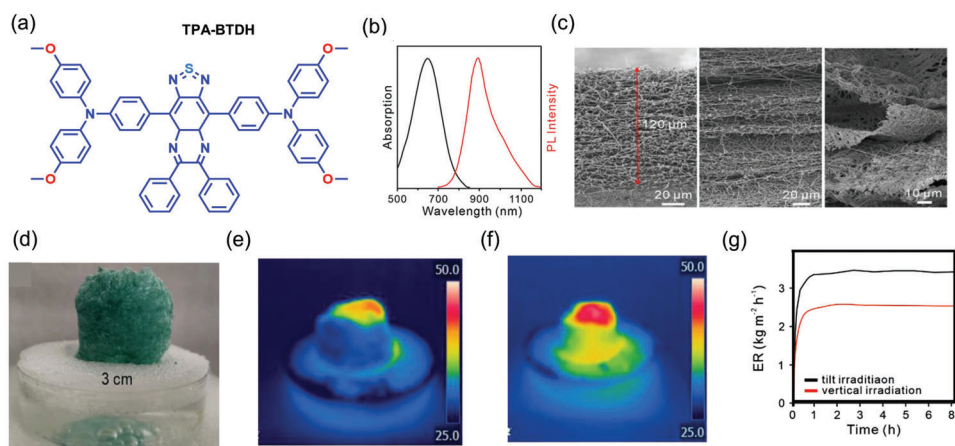 (a)
TPA-BTDH
O
O
S
N
N
N
N
N
N
O
O
(b)
Absorption
PL Intensity
500
700
900
1100
Wavelength (nm)
(c)
120 μm
20 μm
20 μm
10 μm
(d)
3 cm
(e)
50.0
25.0
(f)
50.0
25.0
(g)
ER (kg m⁻² h⁻¹)
3
2
1
0
tilt irraditiaon
vertical irradiation
0
1
2
3
4
5
6
7
8
Time (h)